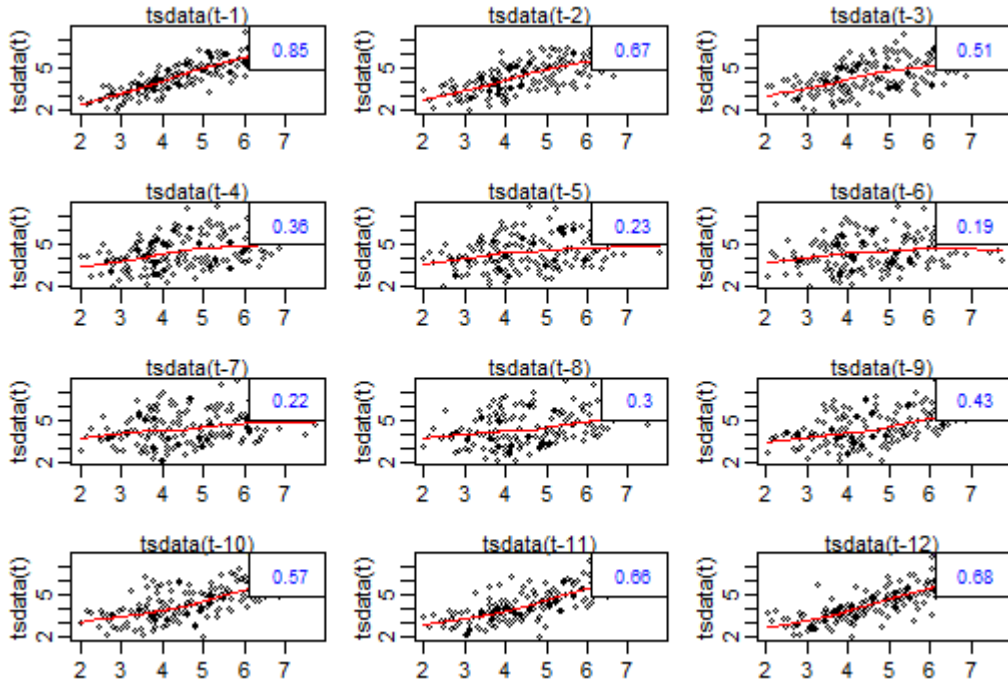 tsdata(t-1) tsdata(t-2) tsdata(t-3)
0.85 0.67 0.51
tsdata(t) tsdata(t) tsdata(t)
5 5 5
2 2 2
2 3 4 5 6 7 2 3 4 5 6 7 2 3 4 5 6 7
tsdata(t-4) tsdata(t-5) tsdata(t-6)
0.36 0.23 0.19
tsdata(t) tsdata(t) tsdata(t)
5 5 5
2 2 2
2 3 4 5 6 7 2 3 4 5 6 7 2 3 4 5 6 7
tsdata(t-7) tsdata(t-8) tsdata(t-9)
0.22 0.3 0.43
tsdata(t) tsdata(t) tsdata(t)
5 5 5
2 2 2
2 3 4 5 6 7 2 3 4 5 6 7 2 3 4 5 6 7
tsdata(t-10) tsdata(t-11) tsdata(t-12)
0.57 0.66 0.68
tsdata(t) tsdata(t) tsdata(t)
5 5 5
2 2 2
2 3 4 5 6 7 2 3 4 5 6 7 2 3 4 5 6 7